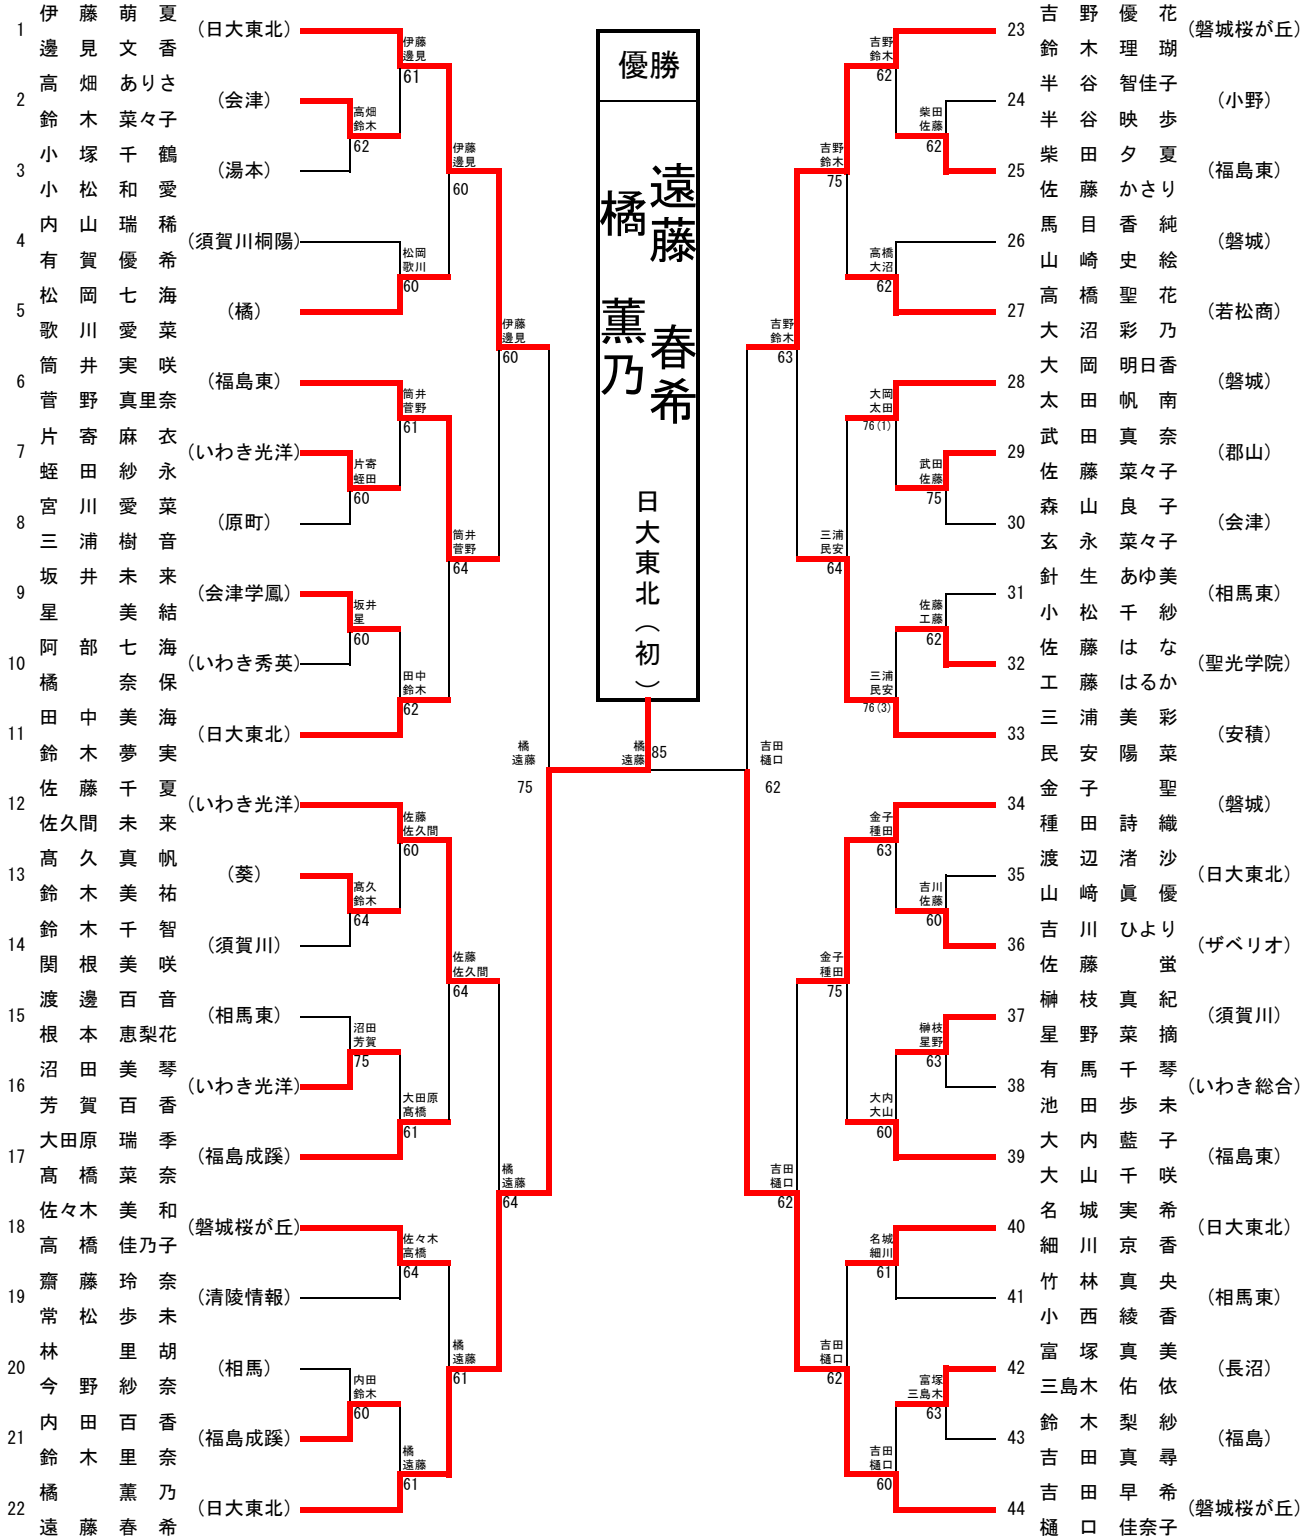 優勝
橘 薫乃
遠藤 春希
日大東北（初）
1 伊藤萌夏 邊見文香 (日大東北)
2 高畑ありさ 鈴木菜々子 (会津)
3 小塚千鶴 小松和愛 (湯本)
4 内山瑞稀 有賀優希 (須賀川桐陽)
5 松岡七海 歌川愛菜 (橘)
6 筒井実咲 菅野真里奈 (福島東)
7 片寄麻衣 蛭田紗永 (いわき光洋)
8 宮川愛菜 三浦樹音 (原町)
9 坂井未来 星美結 (会津学鳳)
10 阿部七海 橘奈保 (いわき秀英)
11 田中美海 鈴木夢実 (日大東北)
12 佐藤千夏 佐久間未来 (いわき光洋)
13 髙久真帆 鈴木美祐 (葵)
14 鈴木千智 関根美咲 (須賀川)
15 渡邊百音 根本恵梨花 (相馬東)
16 沼田美琴 芳賀百香 (いわき光洋)
17 大田原瑞季 髙橋菜奈 (福島成蹊)
18 佐々木美和 高橋佳乃子 (磐城桜が丘)
19 齋藤玲奈 常松歩未 (清陵情報)
20 林里胡 今野紗奈 (相馬)
21 内田百香 鈴木里奈 (福島成蹊)
22 橘薫乃 遠藤春希 (日大東北)
伊藤 邊見 61
高畑 鈴木 62
伊藤 邊見 60
松岡 歌川 60
伊藤 邊見 60
筒井 菅野 61
片寄 蛭田 60
筒井 菅野 64
坂井 星 60
田中 鈴木 62
橘 遠藤 75
佐藤 佐久間 60
髙久 鈴木 64
佐藤 佐久間 64
沼田 芳賀 75
大田原 髙橋 61
橘 遠藤 64
佐々木 高橋 64
橘 遠藤 61
内田 鈴木 60
橘 遠藤 61
橘 遠藤 85
23 吉野優花 鈴木理瑚 (磐城桜が丘)
24 半谷智佳子 半谷映歩 (小野)
25 柴田夕夏 佐藤かさり (福島東)
26 馬目香純 山崎史絵 (磐城)
27 高橋聖花 大沼彩乃 (若松商)
28 大岡明日香 太田帆南 (磐城)
29 武田真奈 佐藤菜々子 (郡山)
30 森山良子 玄永菜々子 (会津)
31 針生あゆ美 小松千紗 (相馬東)
32 佐藤はな 工藤はるか (聖光学院)
33 三浦美彩 民安陽菜 (安積)
34 金子聖 種田詩織 (磐城)
35 渡辺渚沙 山﨑眞優 (日大東北)
36 吉川ひより 佐藤蛍 (ザベリオ)
37 榊枝真紀 星野菜摘 (須賀川)
38 有馬千琴 池田歩未 (いわき総合)
39 大内藍子 大山千咲 (福島東)
40 名城実希 細川京香 (日大東北)
41 竹林真央 小西綾香 (相馬東)
42 富塚真美 三島木佑依 (長沼)
43 鈴木梨紗 吉田真尋 (福島)
44 吉田早希 樋口佳奈子 (磐城桜が丘)
吉野 鈴木 62
柴田 佐藤 62
吉野 鈴木 75
高橋 大沼 62
吉野 鈴木 63
大岡 太田 76(1)
武田 佐藤 75
三浦 民安 64
佐藤 工藤 62
三浦 民安 76(3)
吉田 樋口 62
金子 種田 63
吉川 佐藤 60
金子 種田 75
榊枝 星野 63
大内 大山 60
吉田 樋口 62
名城 細川 61
吉田 樋口 62
富塚 三島木 63
吉田 樋口 60